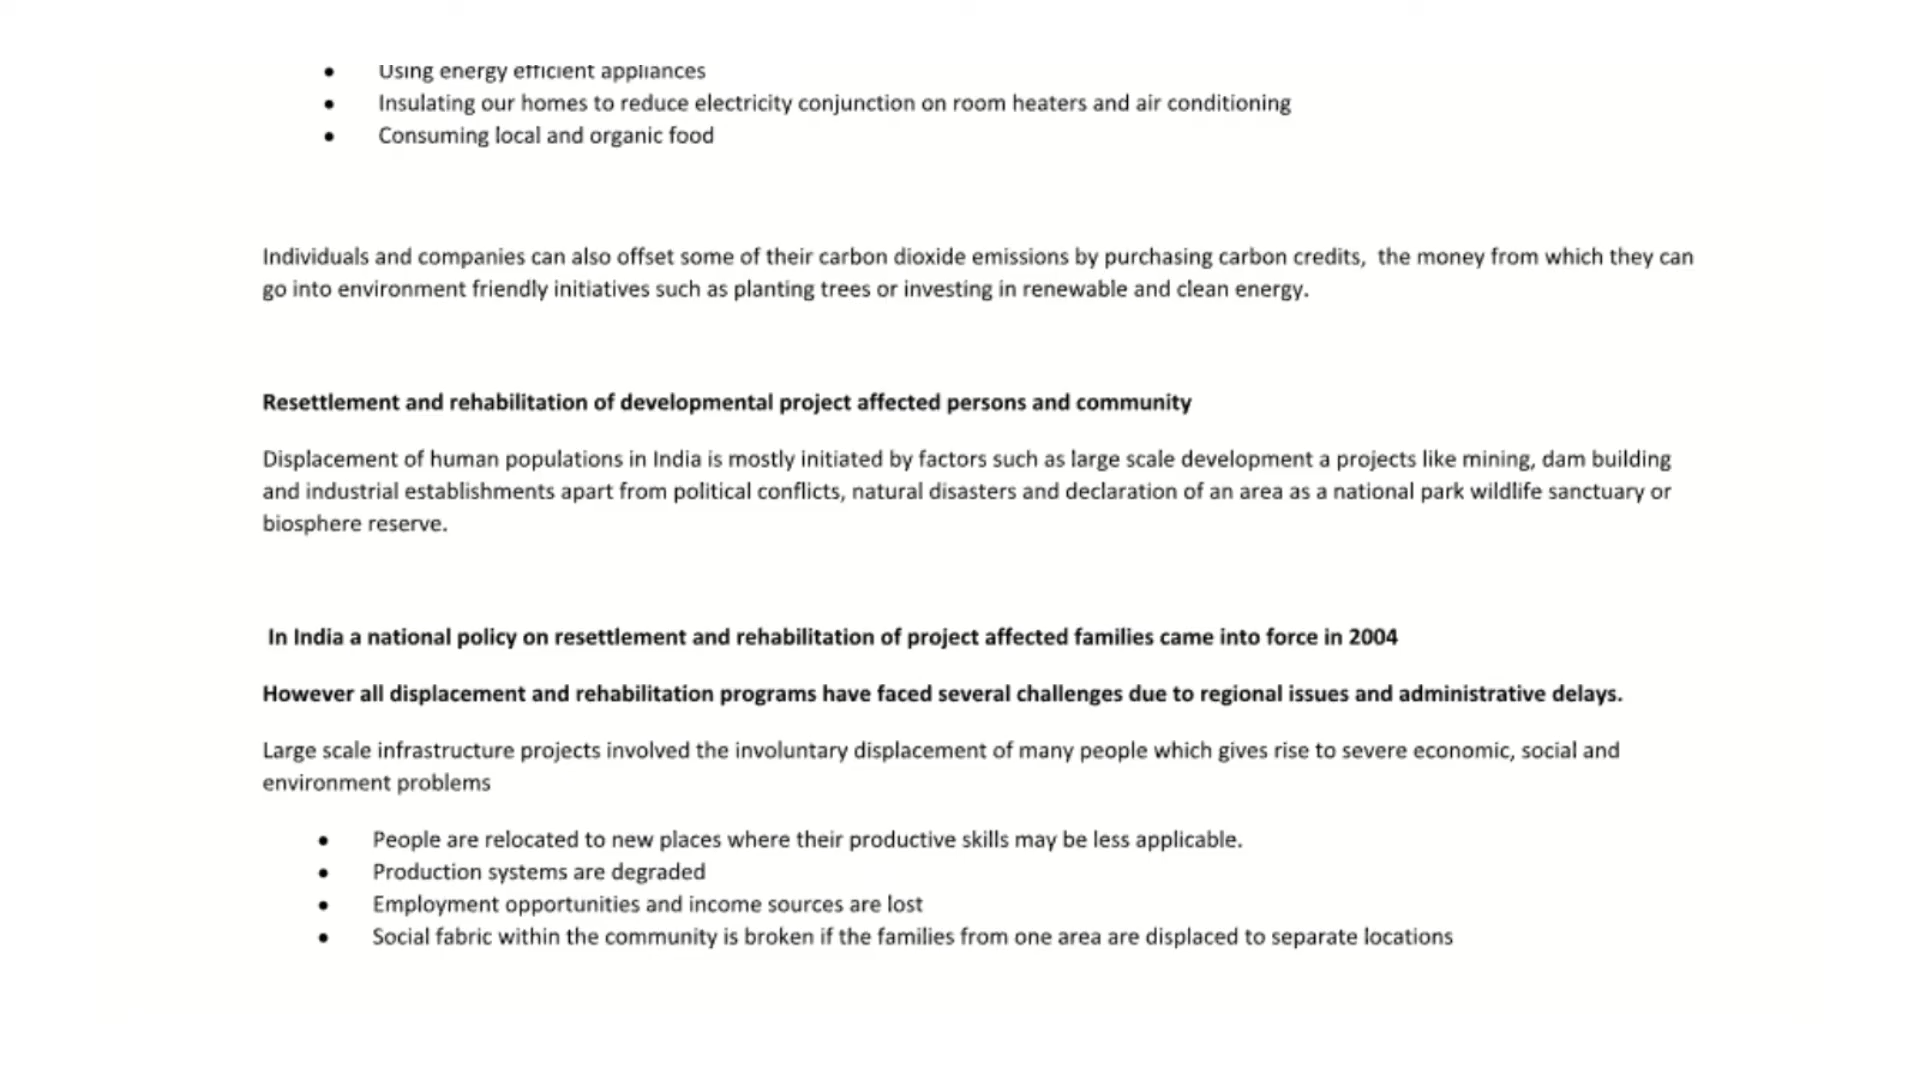 • Using energy efficient appliances
• Insulating our homes to reduce electricity conjunction on room heaters and air conditioning
• Consuming local and organic food
Individuals and companies can also offset some of their carbon dioxide emissions by purchasing carbon credits,  the money from which they can
go into environment friendly initiatives such as planting trees or investing in renewable and clean energy.
Resettlement and rehabilitation of developmental project affected persons and community
Displacement of human populations in India is mostly initiated by factors such as large scale development a projects like mining, dam building
and industrial establishments apart from political conflicts, natural disasters and declaration of an area as a national park wildlife sanctuary or
biosphere reserve.
In India a national policy on resettlement and rehabilitation of project affected families came into force in 2004
However all displacement and rehabilitation programs have faced several challenges due to regional issues and administrative delays.
Large scale infrastructure projects involved the involuntary displacement of many people which gives rise to severe economic, social and
environment problems
• People are relocated to new places where their productive skills may be less applicable.
• Production systems are degraded
• Employment opportunities and income sources are lost
• Social fabric within the community is broken if the families from one area are displaced to separate locations